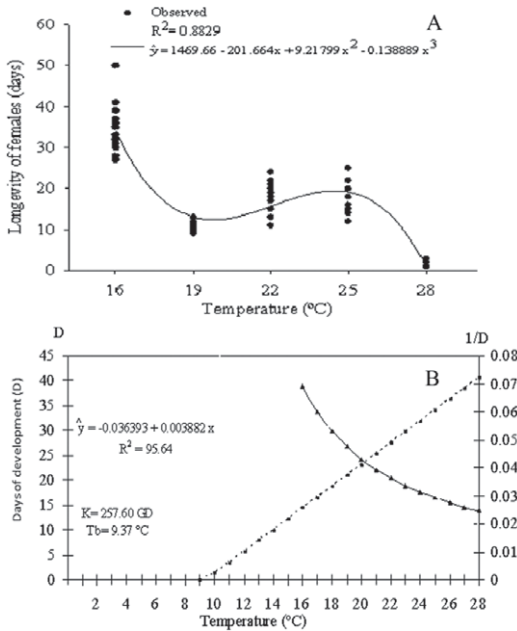 A
Observed
R²= 0.8829
ŷ=1469.66 - 201.664x +9.21799 x² -0.138889 x³
Longevity of females (days)
60
50
40
30
20
10
0
16 19 22 25 28
Temperature (ºC)
D 1/D
B
Days of development (D)
45
40
35
30
25
20
15
10
5
0
0.08
0.07
0.06
0.05
0.04
0.03
0.02
0.01
0
ŷ = -0.036393 + 0.003882 x
R² = 95.64
K= 257.60 GD
Tb= 9.37 ºC
2 4 6 8 10 12 14 16 18 20 22 24 26 28
Temperature (ºC)